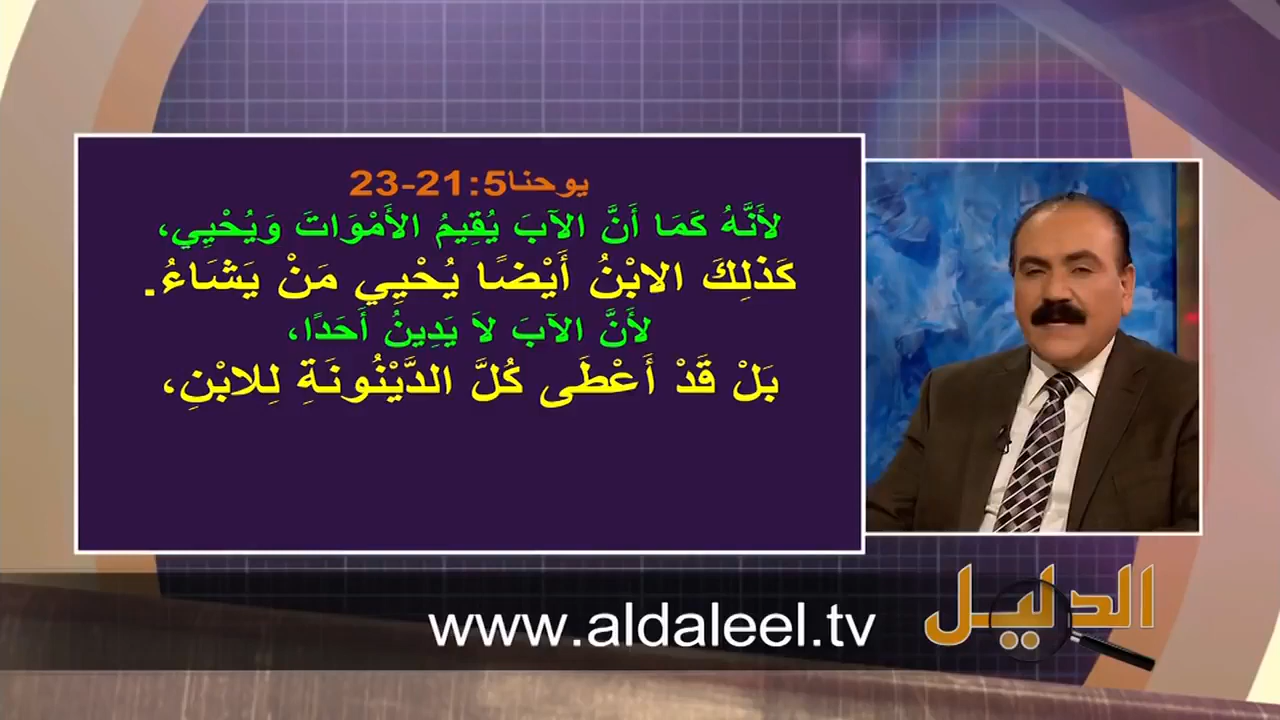 يوحنا5:21-23
لأَنَّهُ كَمَا أَنَّ الآبَ يُقِيمُ الأَمْوَاتَ وَيُحْيِي،
كَذلِكَ الابْنُ أَيْضًا يُحْيِي مَنْ يَشَاءُ.
لأَنَّ الآبَ لاَ يَدِينُ أَحَدًا،
بَلْ قَدْ أَعْطَى كُلَّ الدَّيْنُونَةِ لِلابْنِ،
الدليل
www.aldaleel.tv